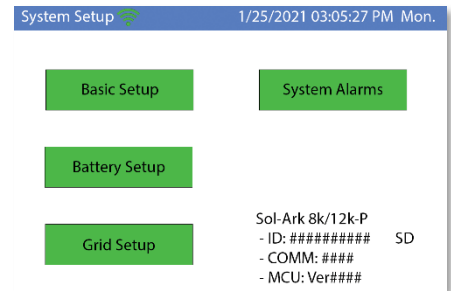 System Setup 1/25/2021 03:05:27 PM Mon.
Basic Setup System Alarms
Battery Setup
Grid Setup
Sol-Ark 8k/12k-P
- ID: ########## SD
- COMM: ####
- MCU: Ver####